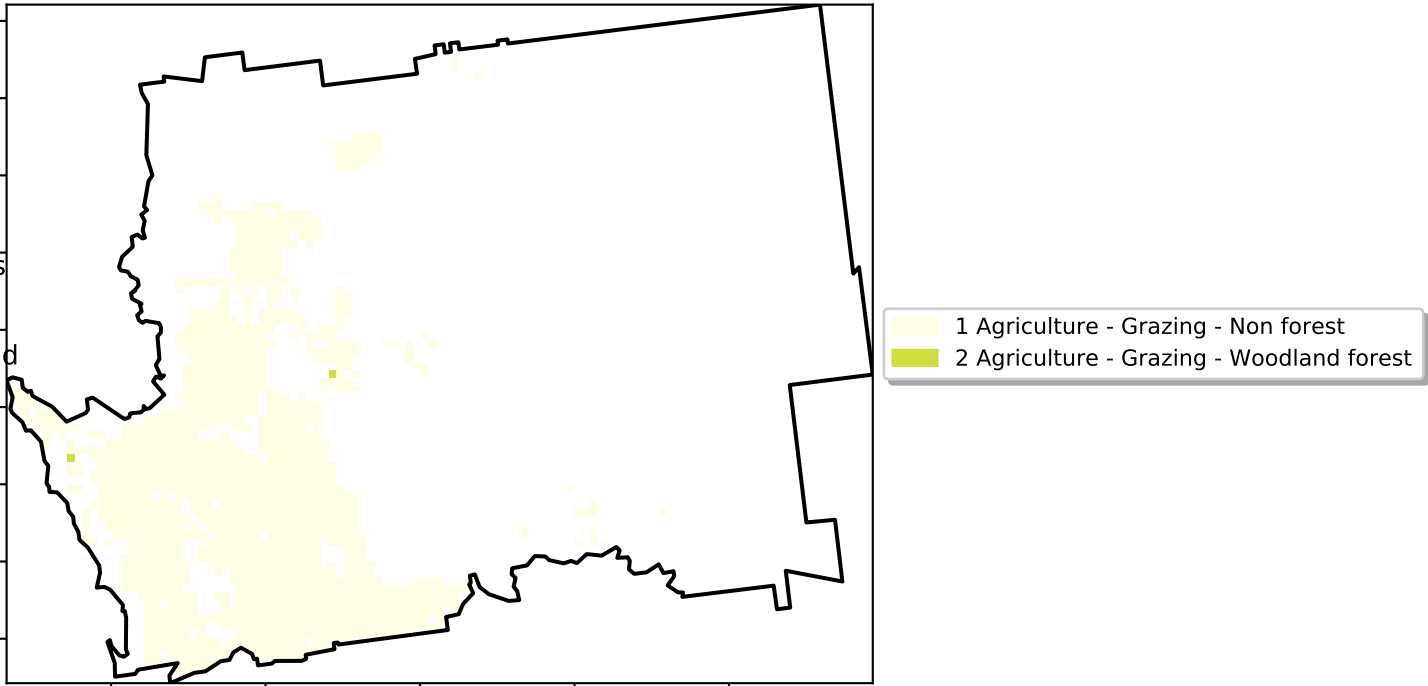 s
d
1 Agriculture - Grazing - Non forest
2 Agriculture - Grazing - Woodland forest